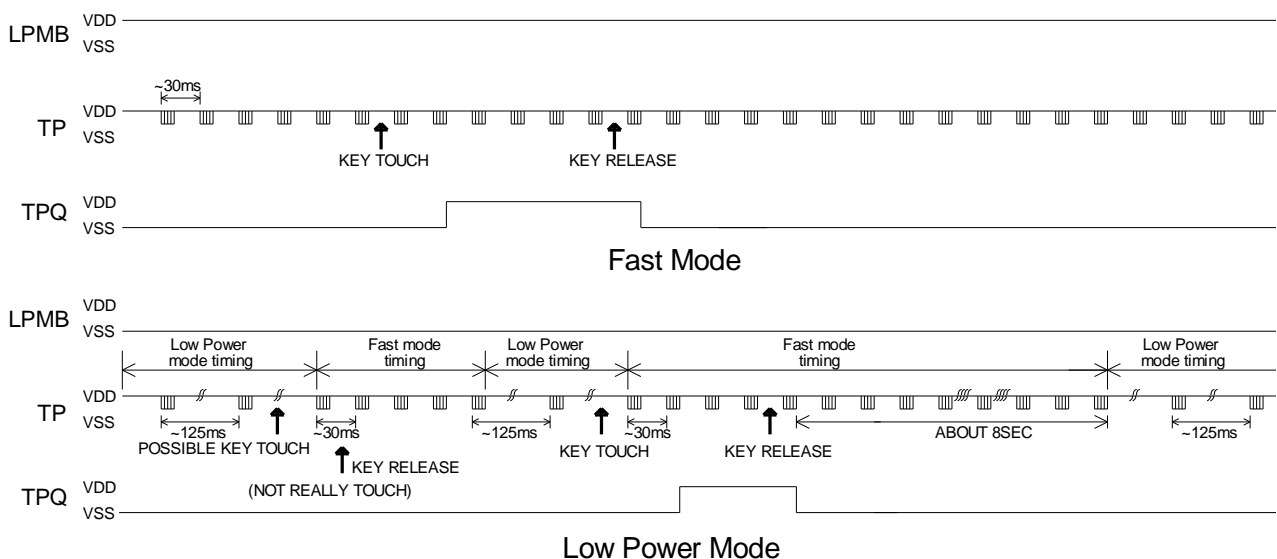 LPMB VDD
VSS
~30ms
TP VDD
VSS
KEY TOUCH KEY RELEASE
TPQ VDD
VSS
Fast Mode
LPMB VDD
VSS
Low Power
mode timing
Fast mode
timing
Low Power
mode timing
Fast mode
timing
Low Power
mode timing
TP VDD
VSS
~125ms ~30ms ~125ms ~30ms ABOUT 8SEC ~125ms
POSSIBLE KEY TOUCH KEY TOUCH KEY RELEASE
KEY RELEASE
(NOT REALLY TOUCH)
TPQ VDD
VSS
Low Power Mode